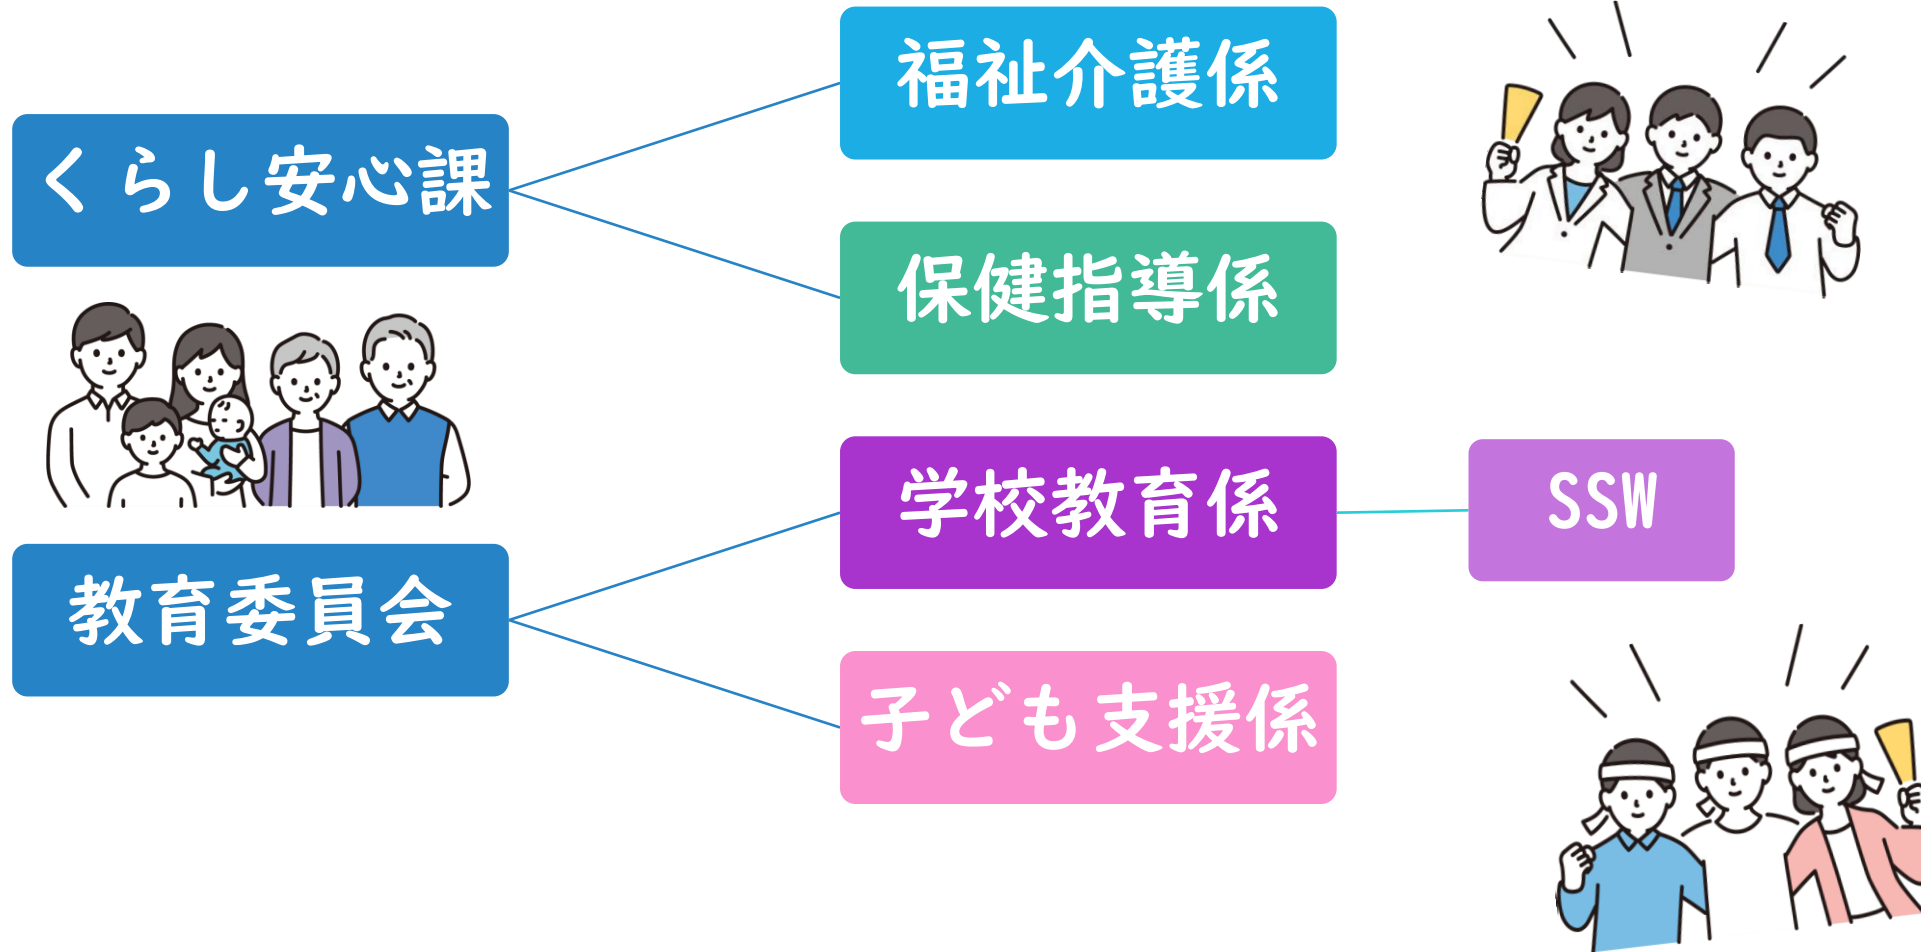 くらし安心課
福祉介護係
保健指導係
教育委員会
学校教育係
SSW
子ども支援係